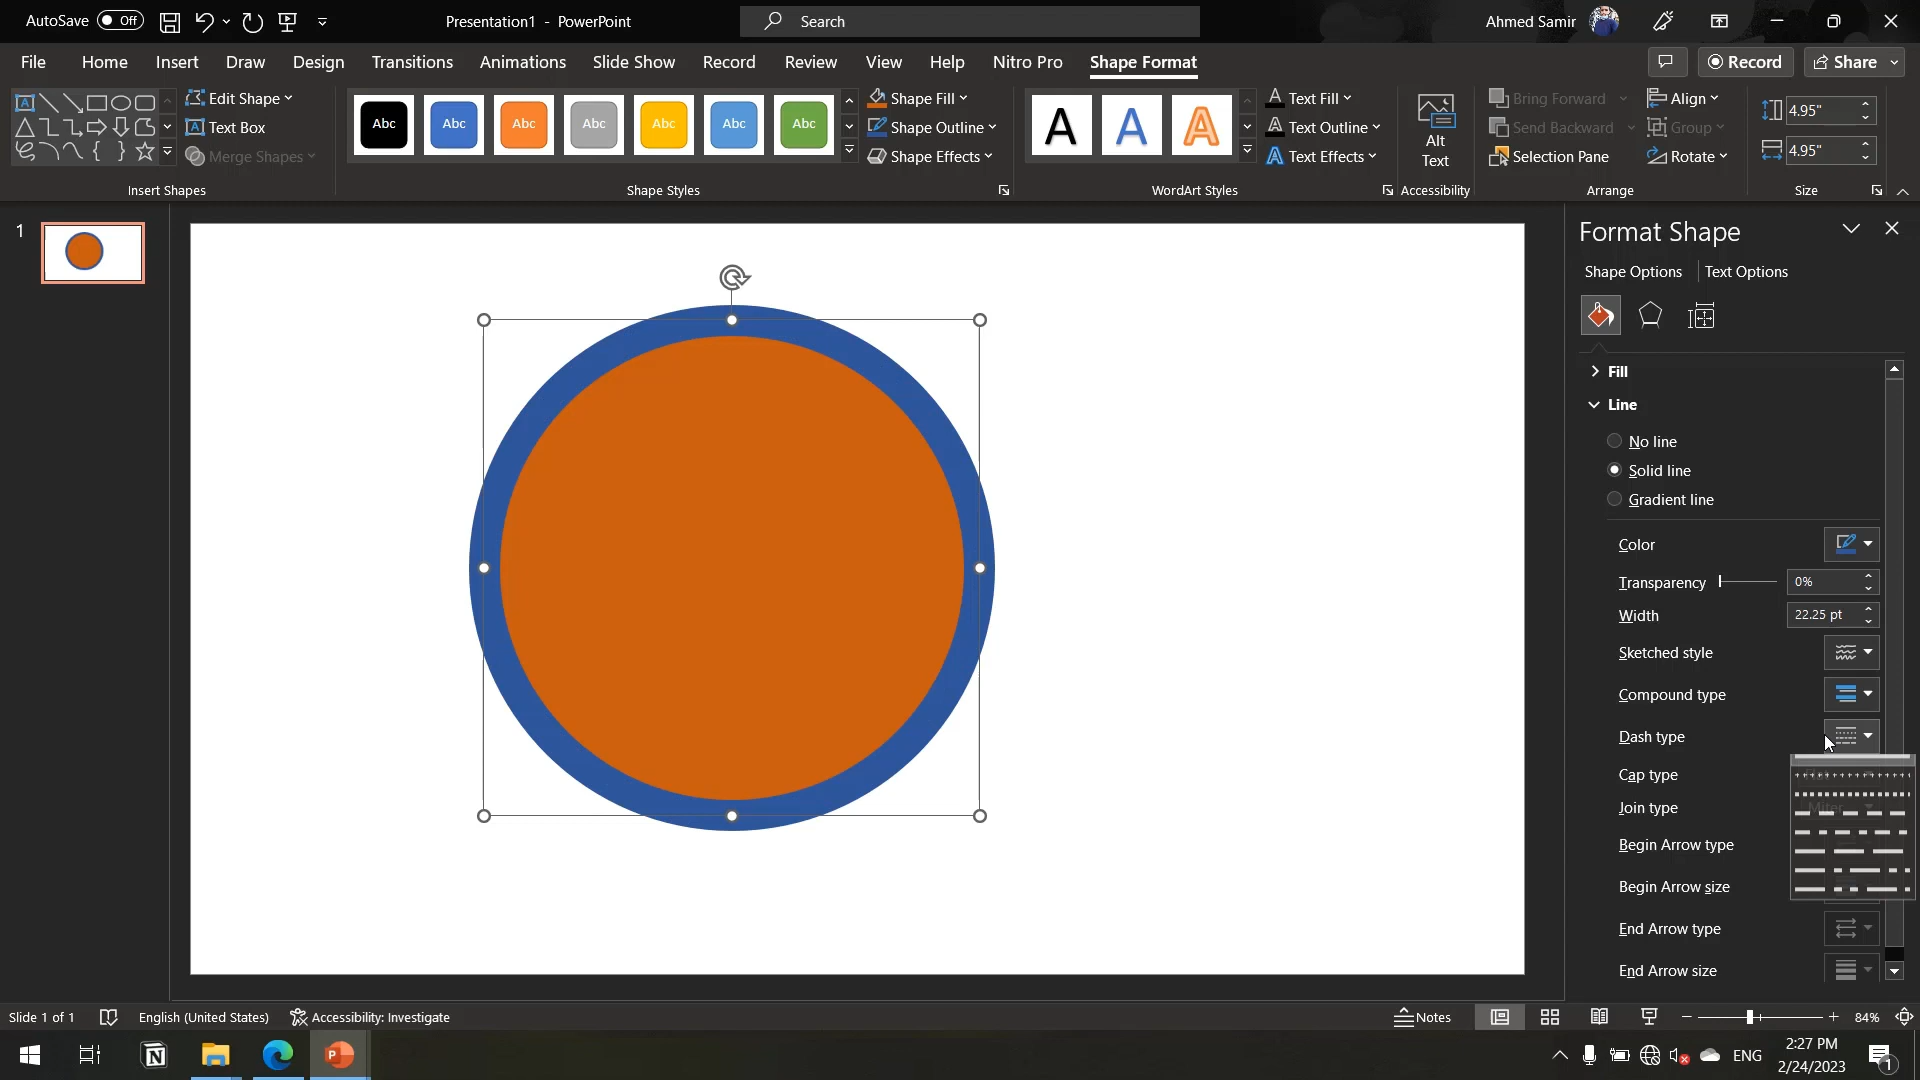 AutoSave Off
Presentation1 - PowerPoint
Search
Ahmed Samir
File Home Insert Draw Design Transitions Animations Slide Show Record Review View Help Nitro Pro Shape Format
Record
Share
Edit Shape
Text Box
Merge Shapes
Insert Shapes
Abc Abc Abc Abc Abc Abc Abc
Shape Fill
Shape Outline
Shape Effects
Shape Styles
A A A
Text Fill
Text Outline
Text Effects
WordArt Styles
Alt
Text
Accessibility
Bring Forward
Send Backward
Selection Pane
Align
Group
Rotate
Arrange
4.95"
4.95"
Size
1
Format Shape
Shape Options Text Options
Fill
Line
No line
Solid line
Gradient line
Color
Transparency 0%
Width 22.25 pt
Sketched style
Compound type
Dash type
Cap type
Join type Miter
Begin Arrow type
Begin Arrow size
End Arrow type
End Arrow size
Slide 1 of 1
English (United States)
Accessibility: Investigate
Notes
84%
ENG
2:27 PM
2/24/2023
1